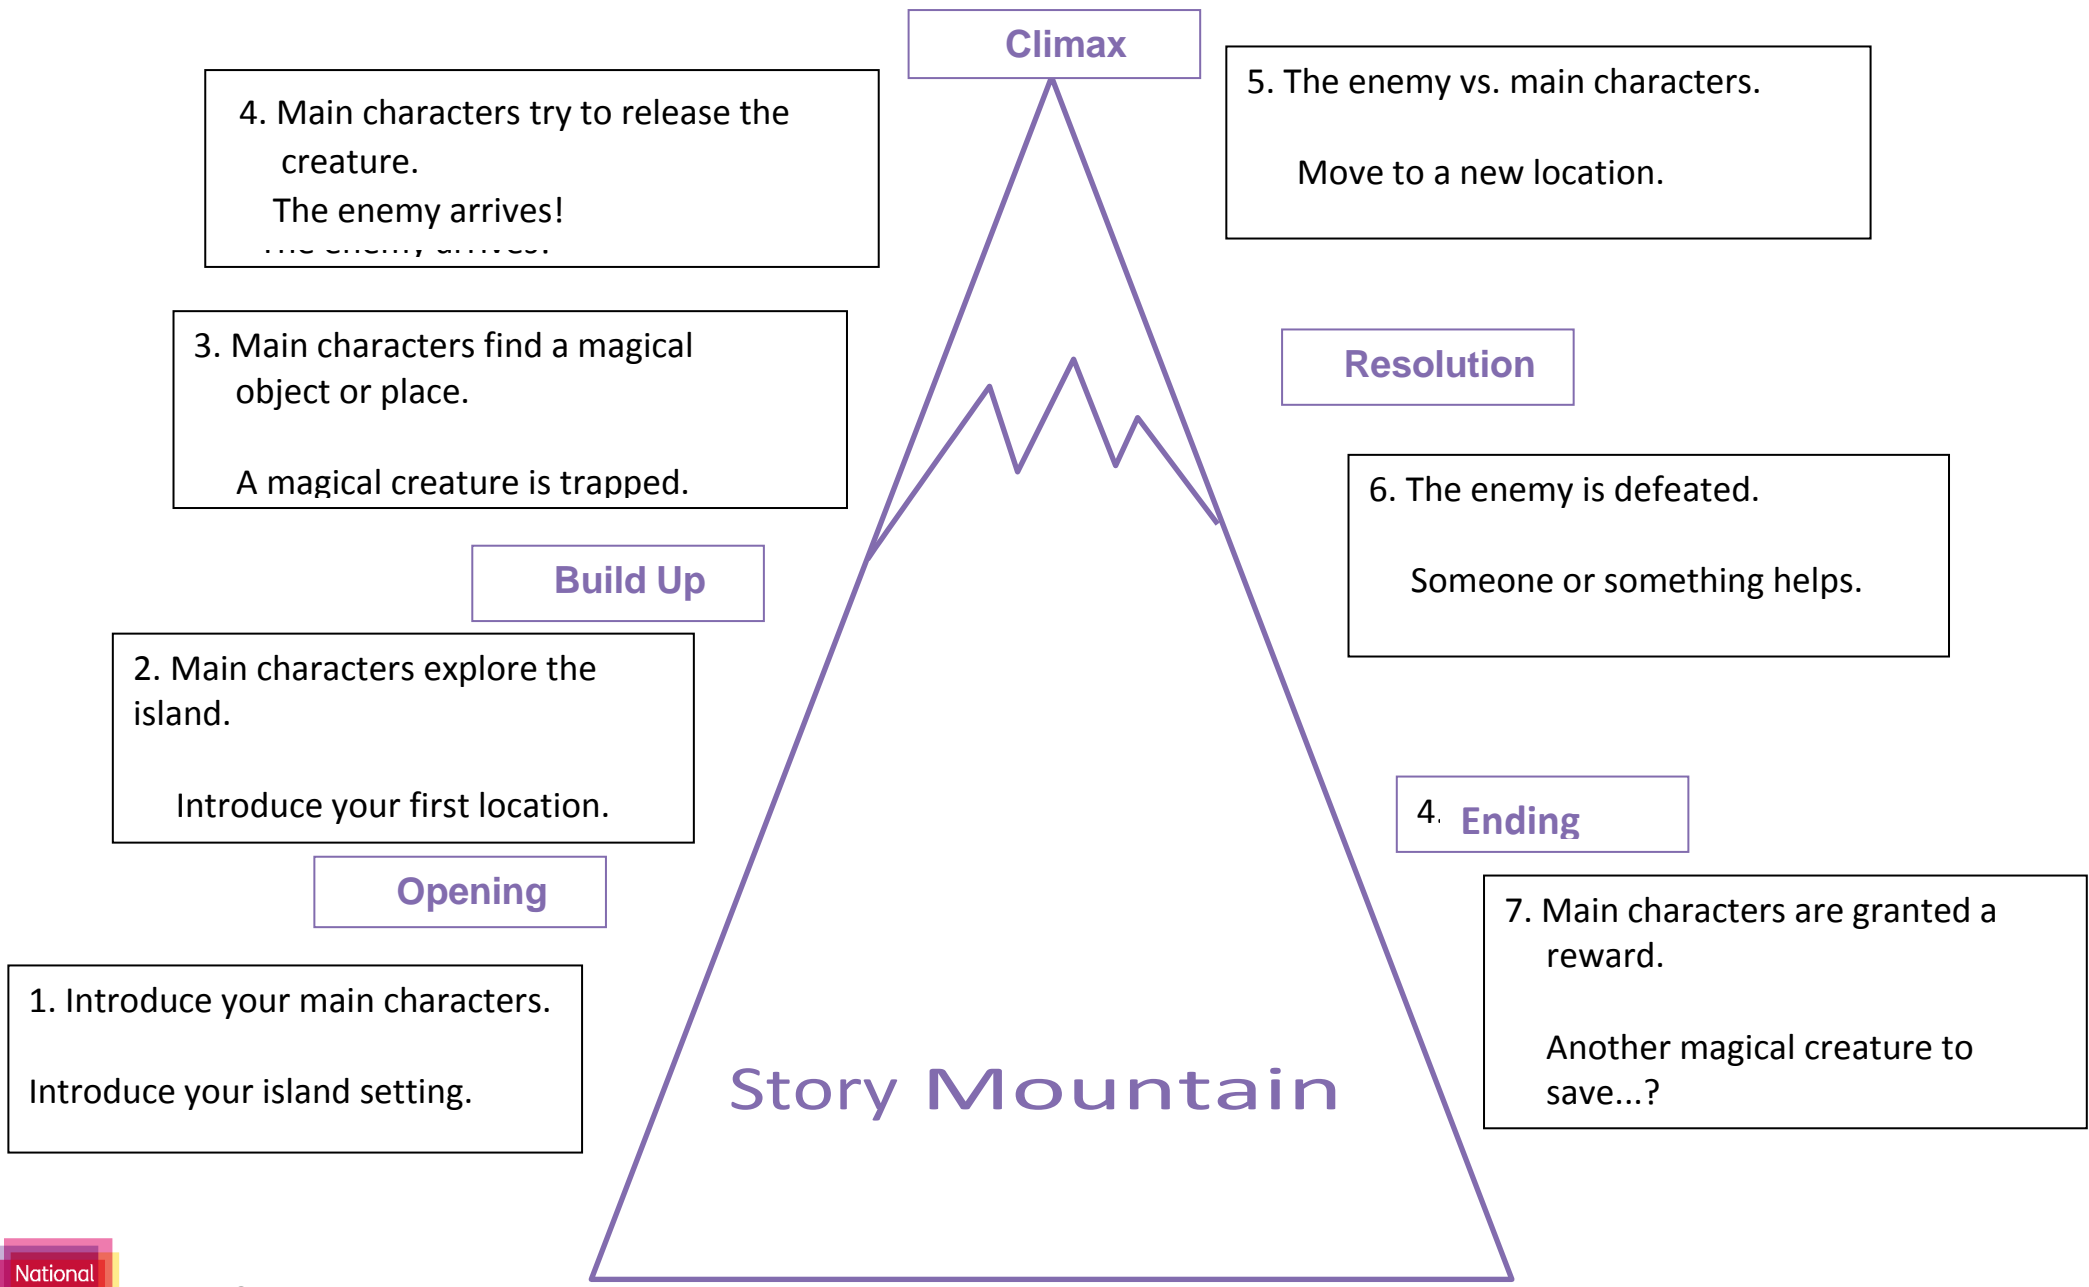 Climax
4. Main characters try to release the
creature.
The enemy arrives!
The enemy arrives!
5. The enemy vs. main characters.
Move to a new location.
3. Main characters find a magical
object or place.
A magical creature is trapped.
Resolution
6. The enemy is defeated.
Someone or something helps.
Build Up
2. Main characters explore the
island.
Introduce your first location.
4. Ending
Opening
7. Main characters are granted a
reward.
Another magical creature to
save...?
1. Introduce your main characters.
Introduce your island setting.
Story Mountain
National